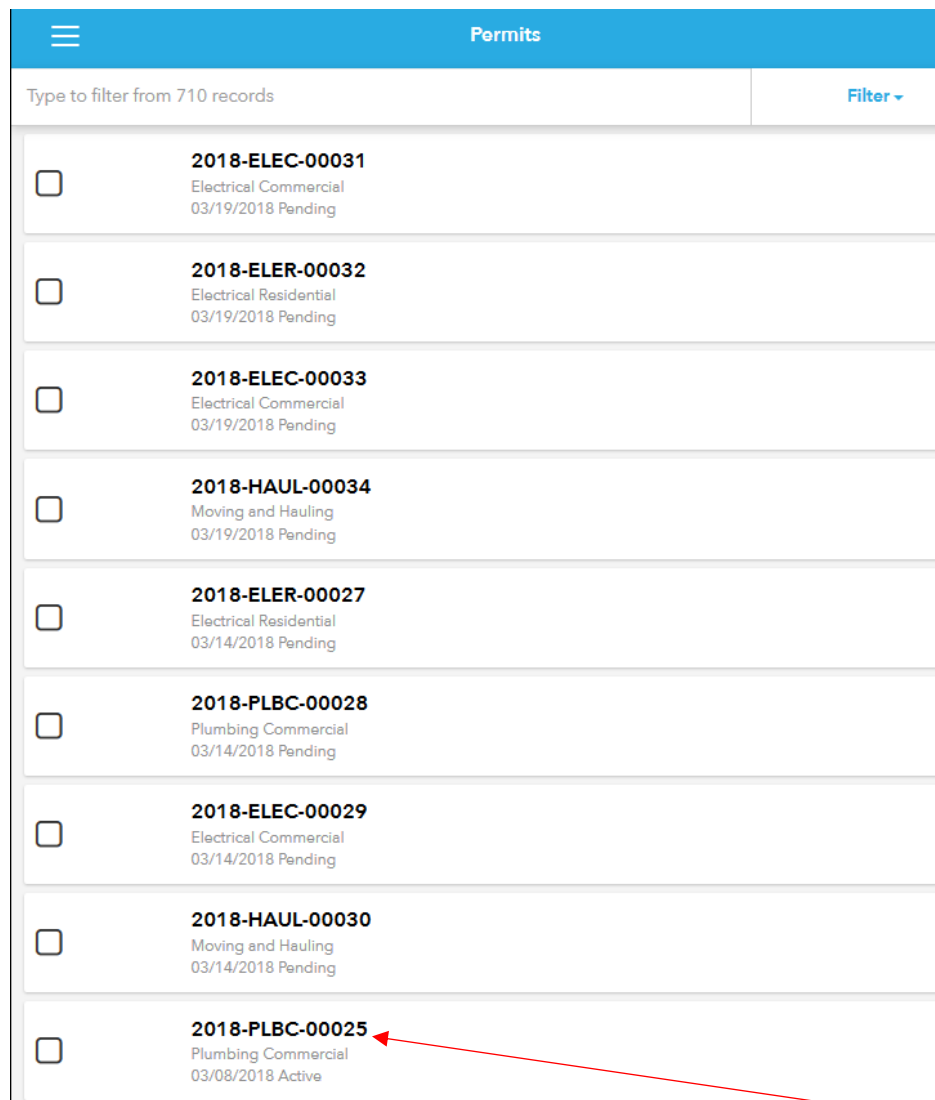 Permits
Type to filter from 710 records
Filter
2018-ELEC-00031
Electrical Commercial
03/19/2018 Pending
2018-ELER-00032
Electrical Residential
03/19/2018 Pending
2018-ELEC-00033
Electrical Commercial
03/19/2018 Pending
2018-HAUL-00034
Moving and Hauling
03/19/2018 Pending
2018-ELER-00027
Electrical Residential
03/14/2018 Pending
2018-PLBC-00028
Plumbing Commercial
03/14/2018 Pending
2018-ELEC-00029
Electrical Commercial
03/14/2018 Pending
2018-HAUL-00030
Moving and Hauling
03/14/2018 Pending
2018-PLBC-00025
Plumbing Commercial
03/08/2018 Active